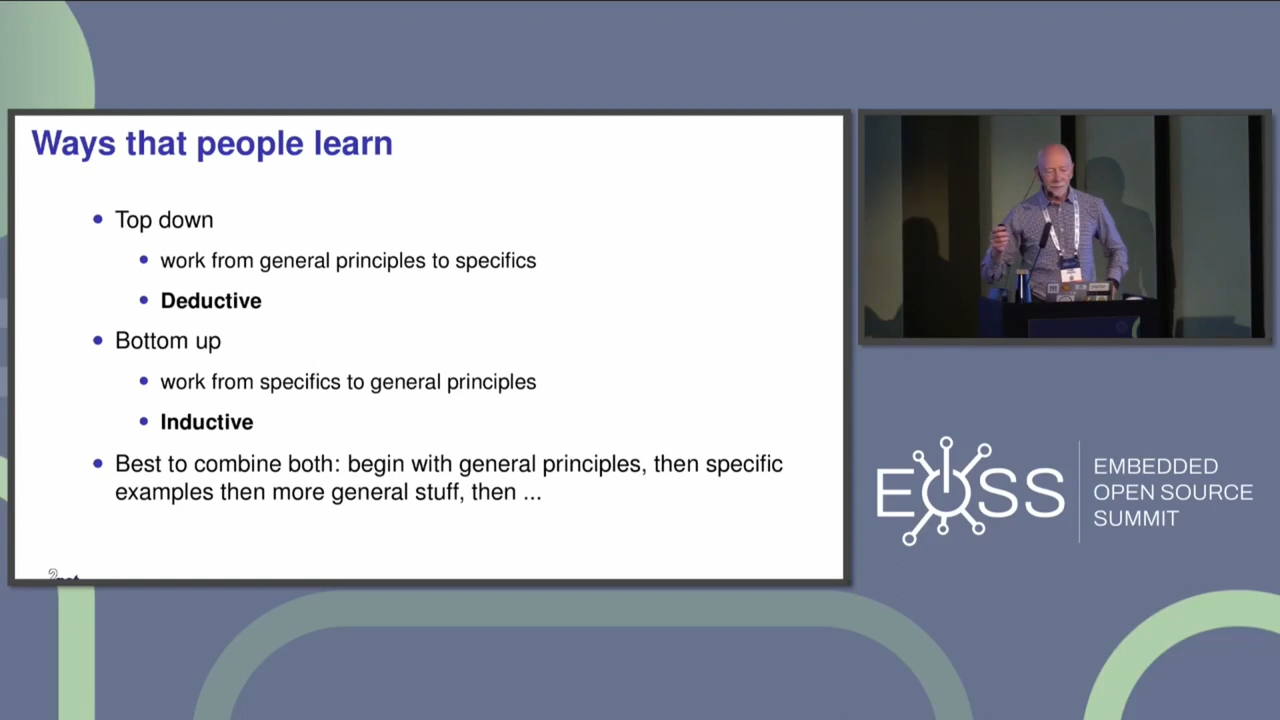 Ways that people learn
Top down
work from general principles to specifics
Deductive
Bottom up
work from specifics to general principles
Inductive
Best to combine both: begin with general principles, then specific
examples then more general stuff, then ...
EOSS
EMBEDDED
OPEN SOURCE
SUMMIT